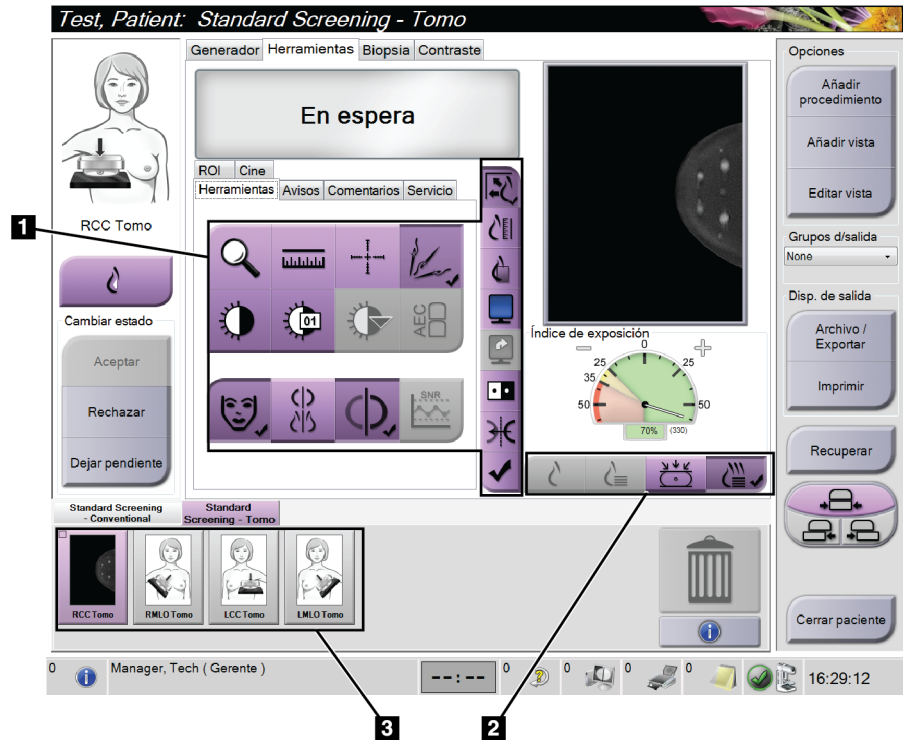 Test, Patient: Standard Screening - Tomo
Generador Herramientas Biopsia Contraste
En espera
ROI Cine
Herramientas Avisos Comentarios Servicio
RCC Tomo
Cambiar estado
Aceptar
Rechazar
Dejar pendiente
1
01
AEC
SNR
Índice de exposición
0
25 25
35
50 50
70% (330)
Opciones
Añadir
procedimiento
Añadir vista
Editar vista
Grupos d/salida
None
Disp. de salida
Archivo /
Exportar
Imprimir
Recuperar
Cerrar paciente
Standard Screening
- Conventional
Standard
Screening - Tomo
RCC Tomo RMLO Tomo LCC Tomo LMLO Tomo
0 Manager, Tech ( Gerente ) --:-- 0 0 0 0 16:29:12
3 2